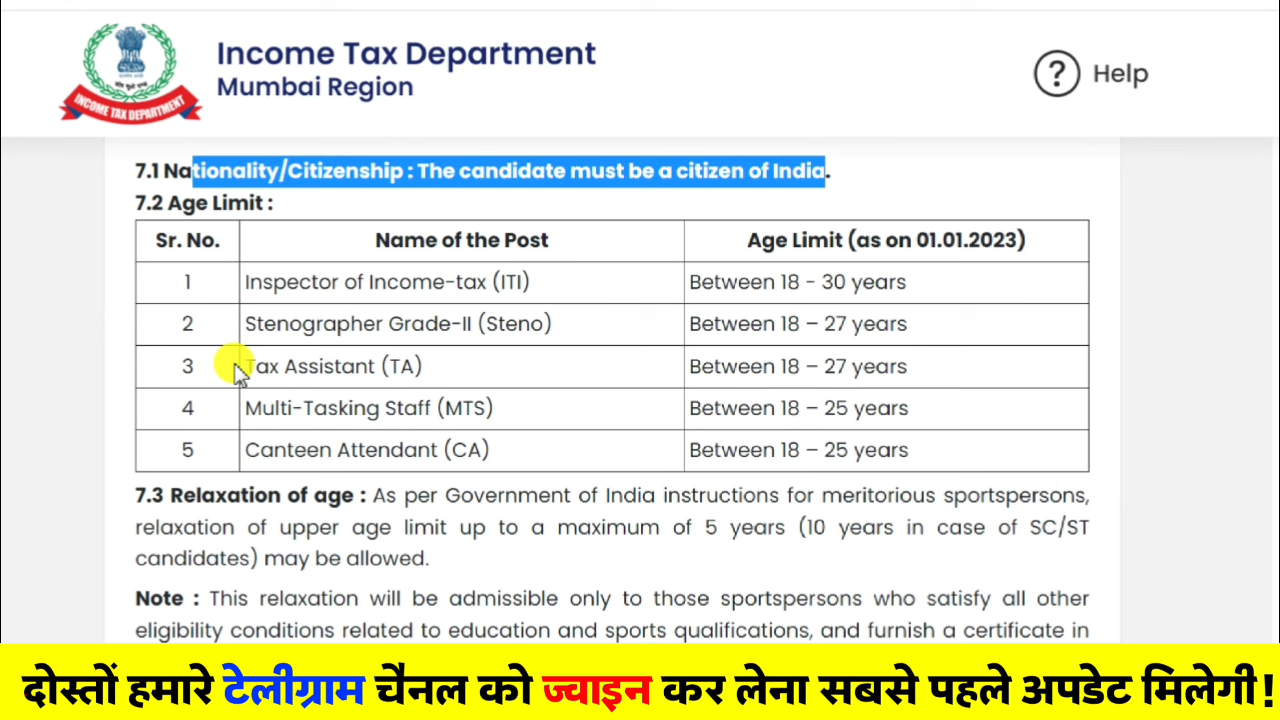 Income Tax Department
Mumbai Region
INCOME TAX DEPARTMENT
Help
7.1 Nationality/Citizenship : The candidate must be a citizen of India.
7.2 Age Limit :
Sr. No. Name of the Post Age Limit (as on 01.01.2023)
1 Inspector of Income-tax (ITI) Between 18 - 30 years
2 Stenographer Grade-II (Steno) Between 18 – 27 years
3 Tax Assistant (TA) Between 18 – 27 years
4 Multi-Tasking Staff (MTS) Between 18 – 25 years
5 Canteen Attendant (CA) Between 18 – 25 years
7.3 Relaxation of age : As per Government of India instructions for meritorious sportspersons,
relaxation of upper age limit up to a maximum of 5 years (10 years in case of SC/ST
candidates) may be allowed.
Note : This relaxation will be admissible only to those sportspersons who satisfy all other
eligibility conditions related to education and sports qualifications, and furnish a certificate in
दोस्तों हमारे टेलीग्राम चैनल को ज्वाइन कर लेना सबसे पहले अपडेट मिलेगी!